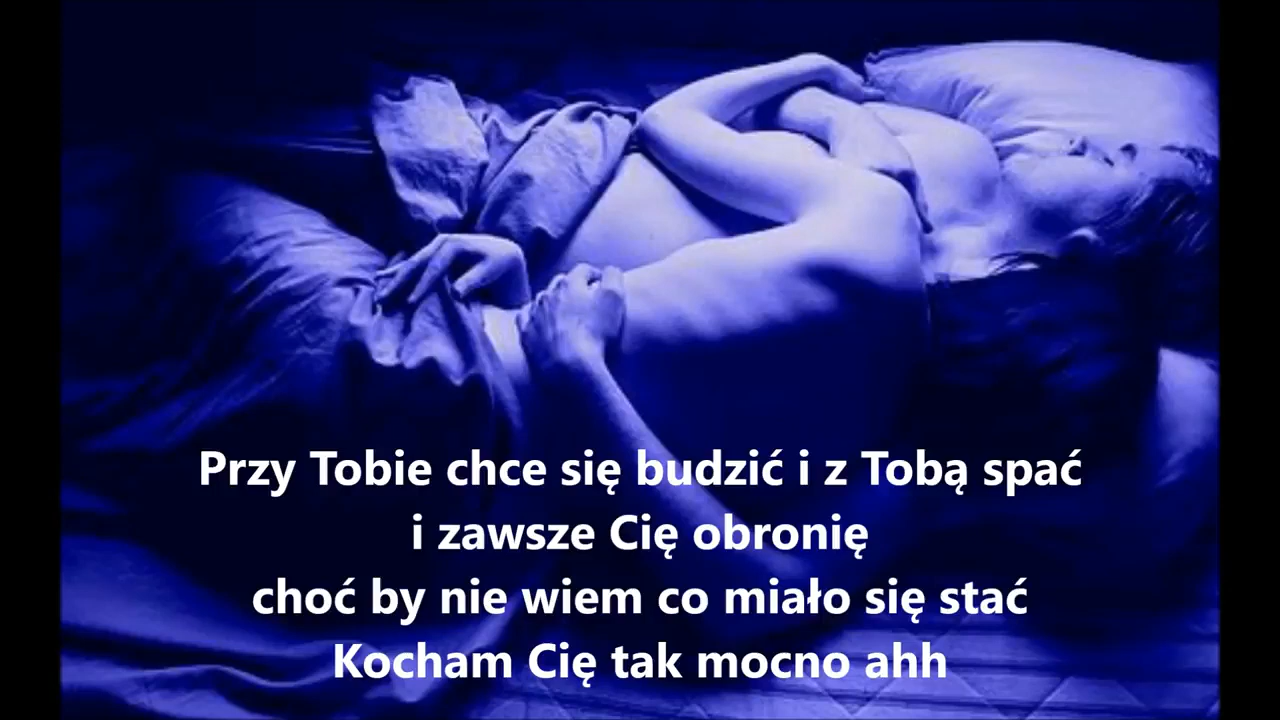 Przy Tobie chce się budzić i z Tobą spać
i zawsze Cię obronię
choć by nie wiem co miało się stać
Kocham Cię tak mocno ahh